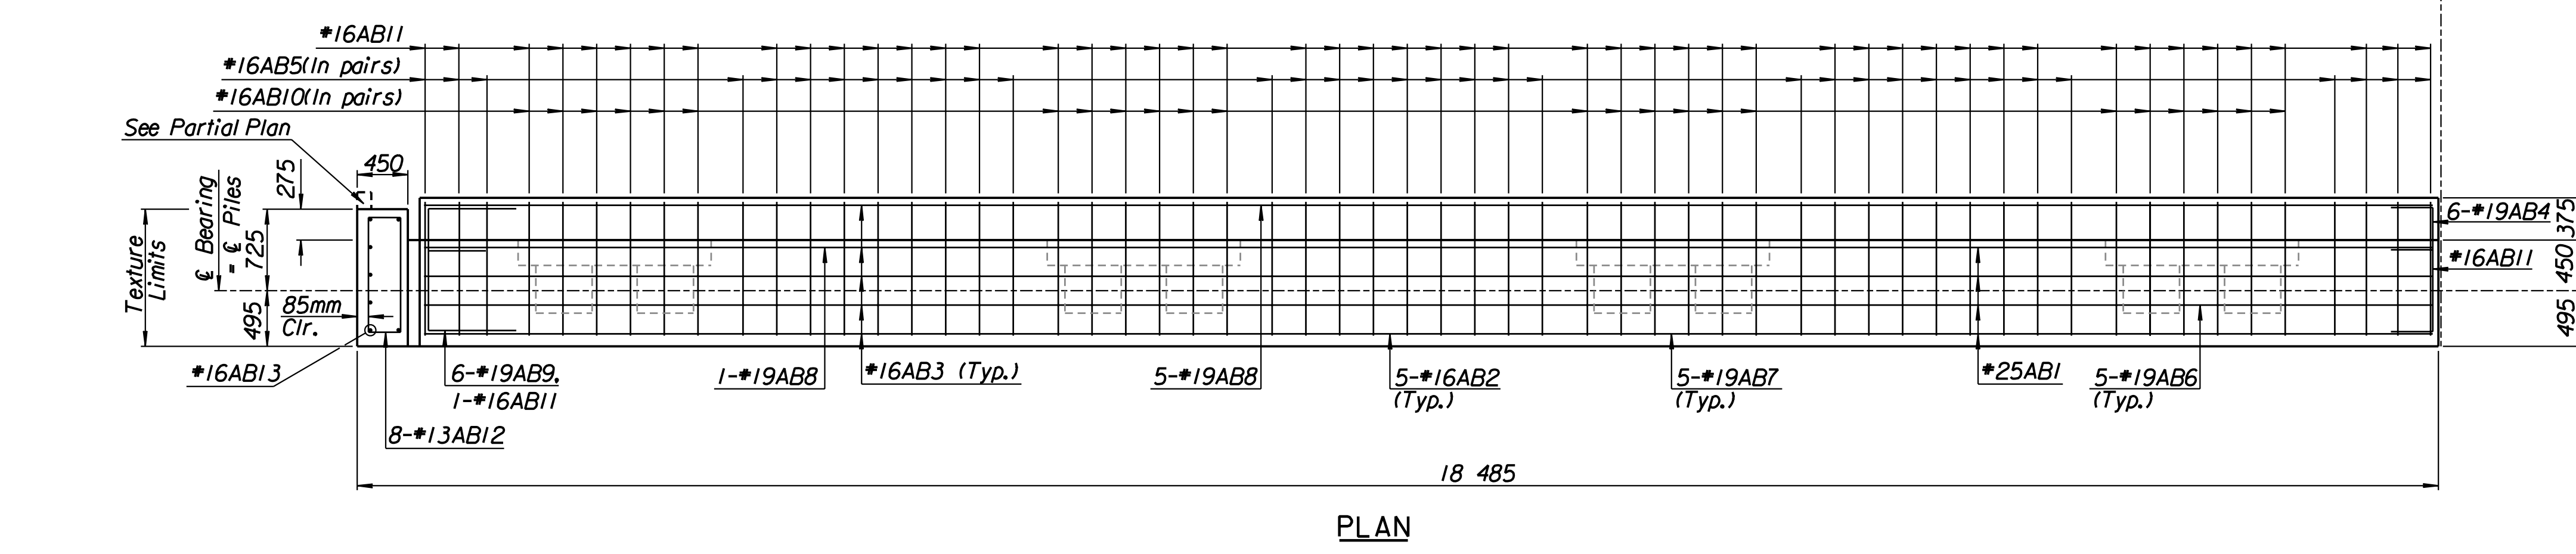 #16AB11
#16AB5(In pairs)
#16AB10(In pairs)
See Partial Plan
450
275
℄ Bearing
= ℄ Piles
725
495
Texture
Limits
85mm
Clr.
#16AB13
6-#19AB9,
1-#16AB11
8-#13AB12
1-#19AB8
#16AB3 (Typ.)
5-#19AB8
5-#16AB2
(Typ.)
5-#19AB7
(Typ.)
#25AB1
5-#19AB6
(Typ.)
6-#19AB4
#16AB11
375
450
495
18 485
PLAN